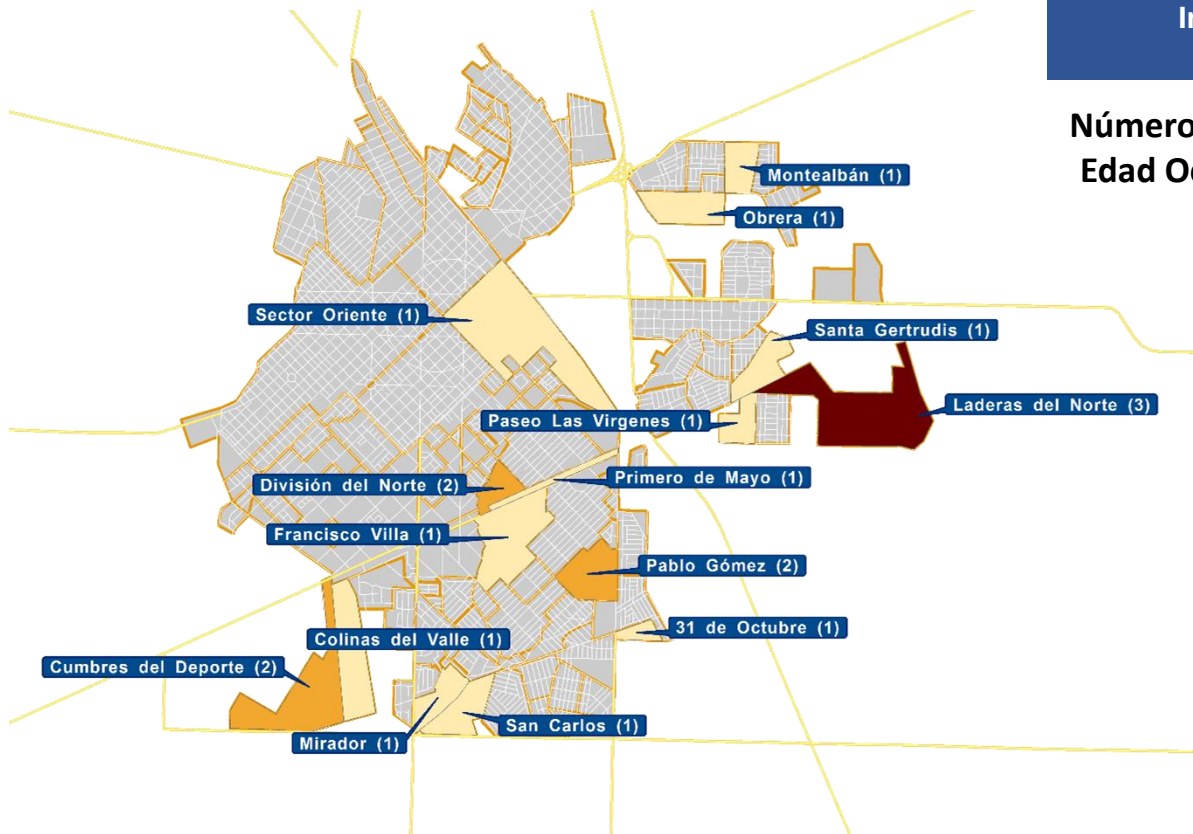 Número
Montealbán (1)
Obrera (1)
Sector Oriente (1)
Santa Gertrudis (1)
Laderas del Norte (3)
Paseo Las Virgenes (1)
Primero de Mayo (1)
División del Norte (2)
Francisco Villa (1)
Pablo Gómez (2)
31 de Octubre (1)
Colinas del Valle (1)
Cumbres del Deporte (2)
San Carlos (1)
Mirador (1)
Edad